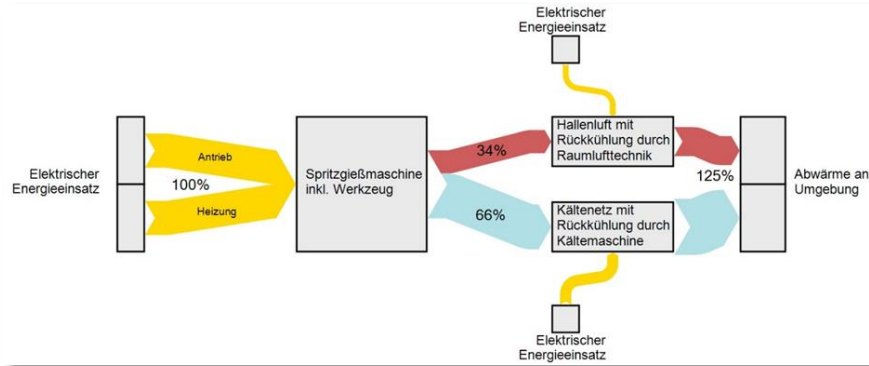 Elektrischer
Energieeinsatz
Elektrischer
Energieeinsatz
Antrieb
100%
Heizung
Spritzgießmaschine
inkl. Werkzeug
34%
66%
Hallenluft mit
Rückkühlung durch
Raumlufttechnik
Kältenetz mit
Rückkühlung durch
Kältemaschine
125%
Abwärme an
Umgebung
Elektrischer
Energieeinsatz